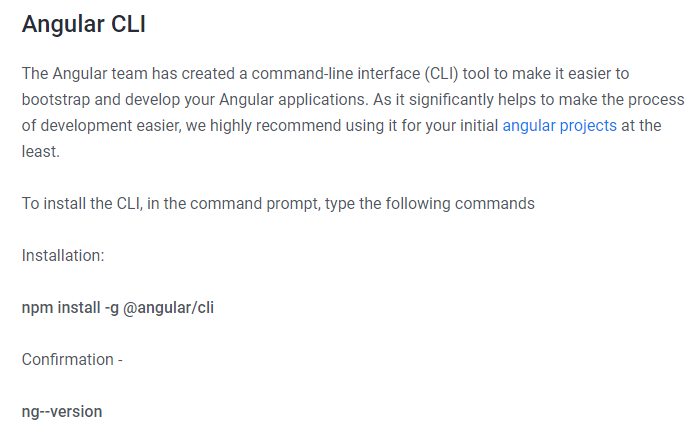 Angular CLI
The Angular team has created a command-line interface (CLI) tool to make it easier to
bootstrap and develop your Angular applications. As it significantly helps to make the process
of development easier, we highly recommend using it for your initial angular projects at the
least.
To install the CLI, in the command prompt, type the following commands
Installation:
npm install -g @angular/cli
Confirmation -
ng--version